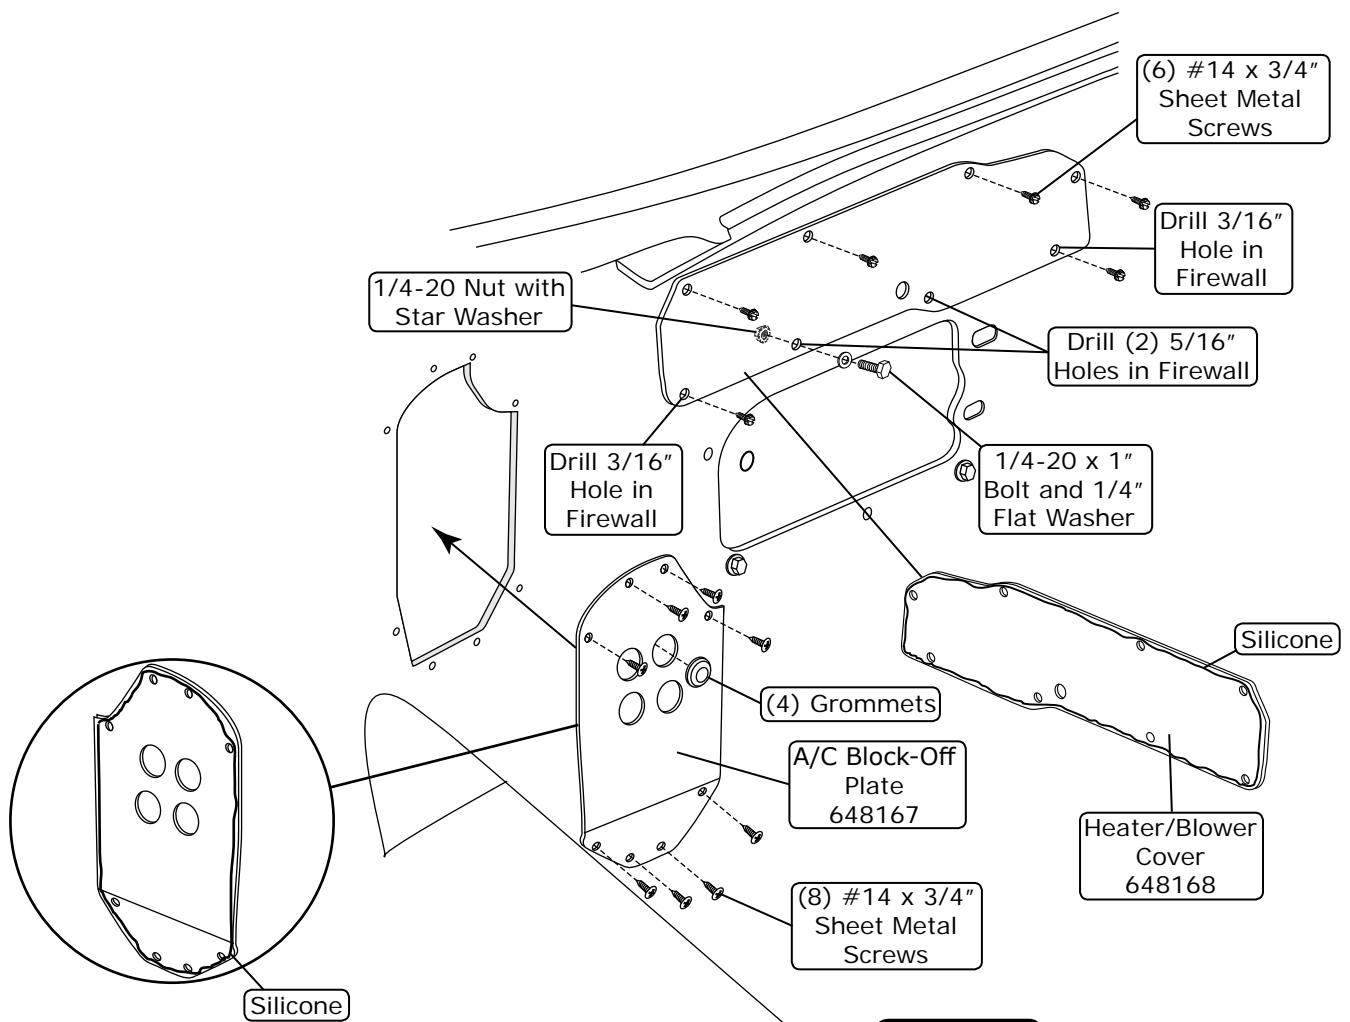 (6) #14 x 3/4"
Sheet Metal
Screws
Drill 3/16"
Hole in
Firewall
1/4-20 Nut with
Star Washer
Drill (2) 5/16"
Holes in Firewall
Drill 3/16"
Hole in
Firewall
1/4-20 x 1"
Bolt and 1/4"
Flat Washer
Silicone
(4) Grommets
A/C Block-Off
Plate
648167
Heater/Blower
Cover
648168
(8) #14 x 3/4"
Sheet Metal
Screws
Silicone